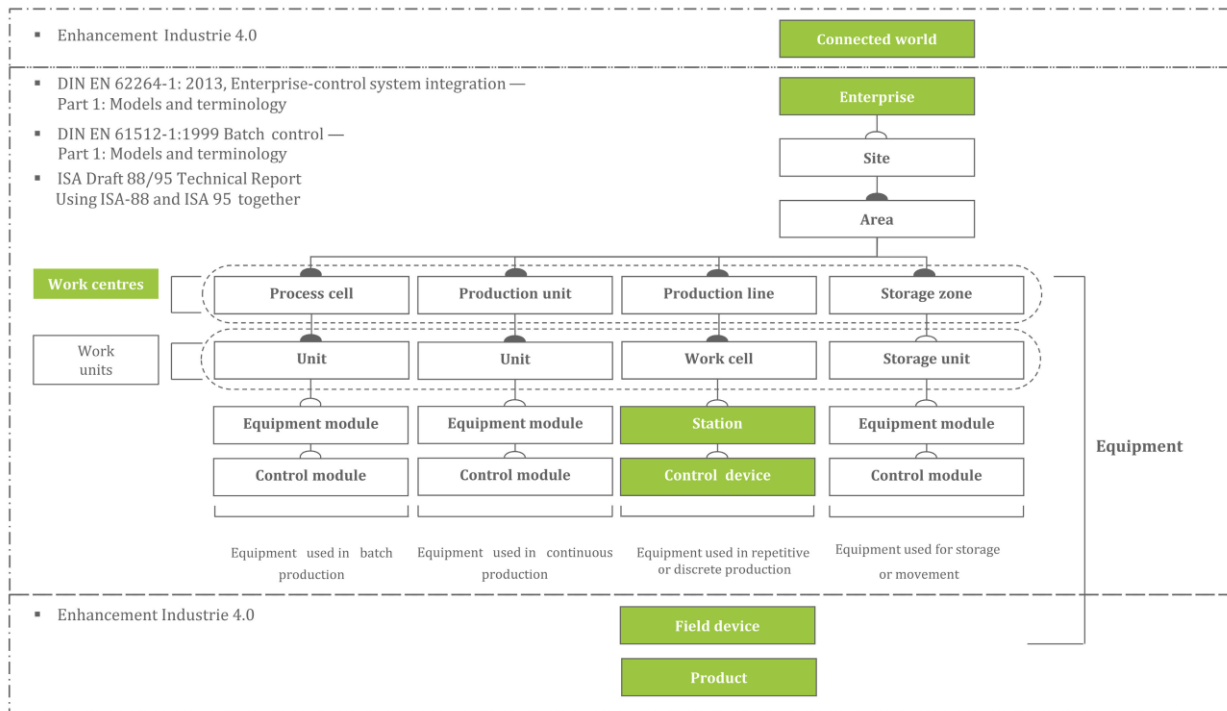 ▪ Enhancement Industrie 4.0
Connected world
▪ DIN EN 62264-1: 2013, Enterprise-control system integration —
Part 1: Models and terminology
▪ DIN EN 61512-1:1999 Batch control —
Part 1: Models and terminology
▪ ISA Draft 88/95 Technical Report
Using ISA-88 and ISA 95 together
Enterprise
Site
Area
Work centres
Process cell
Production unit
Production line
Storage zone
Work
units
Unit
Unit
Work cell
Storage unit
Equipment module
Equipment module
Station
Equipment module
Control module
Control module
Control device
Control module
Equipment
Equipment used in batch
production
Equipment used in continuous
production
Equipment used in repetitive
or discrete production
Equipment used for storage
or movement
▪ Enhancement Industrie 4.0
Field device
Product